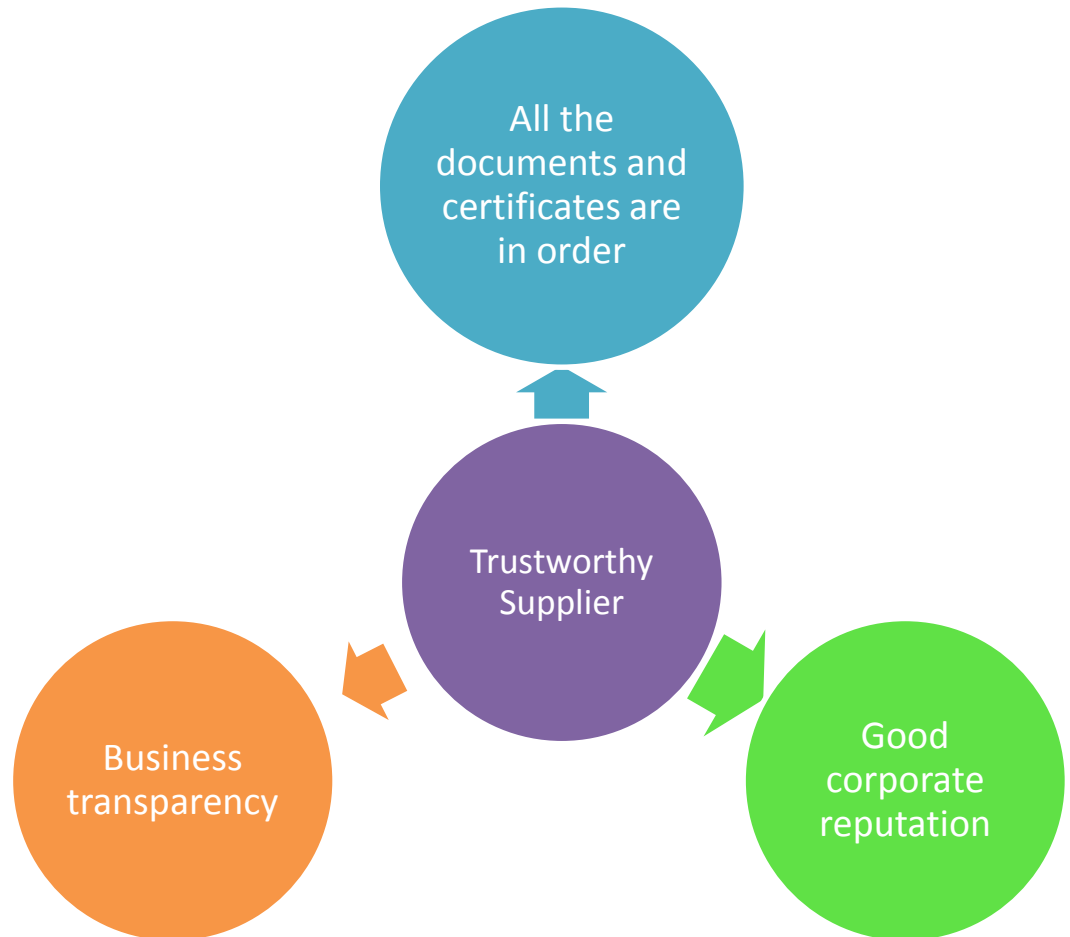 All the
documents and
certificates are
in order
Trustworthy
Supplier
Business
transparency
Good
corporate
reputation